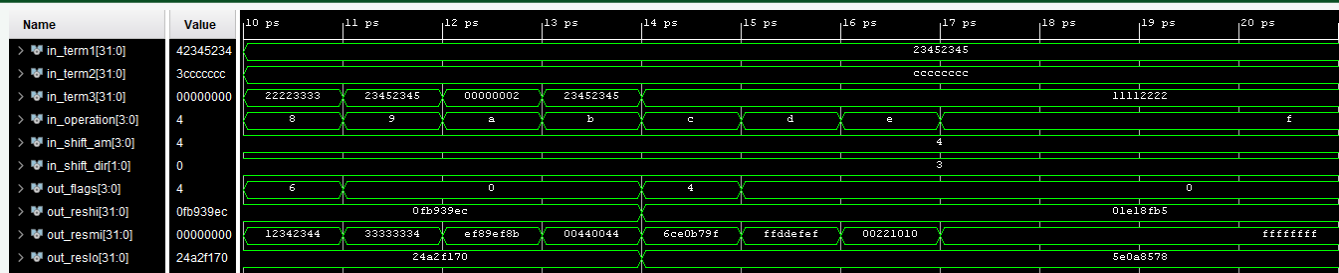 Name Value 10 ps 11 ps 12 ps 13 ps 14 ps 15 ps 16 ps 17 ps 18 ps 19 ps 20 ps
> in_term1[31:0] 42345234 23452345
> in_term2[31:0] 3ccccccc cccccccc
> in_term3[31:0] 00000000 22223333 23452345 00000002 23452345 11112222
> in_operation[3:0] 4 8 9 a b c d e f
> in_shift_am[3:0] 4 4
> in_shift_dir[1:0] 0 3
> out_flags[3:0] 4 6 0 4 0
> out_reshi[31:0] 0fb939ec 0fb939ec 01e18fb5
> out_resmi[31:0] 00000000 12342344 33333334 ef89ef8b 00440044 6ce0b79f ffddefef 00221010 ffffffff
> out_reslo[31:0] 24a2f170 24a2f170 5e0a8578